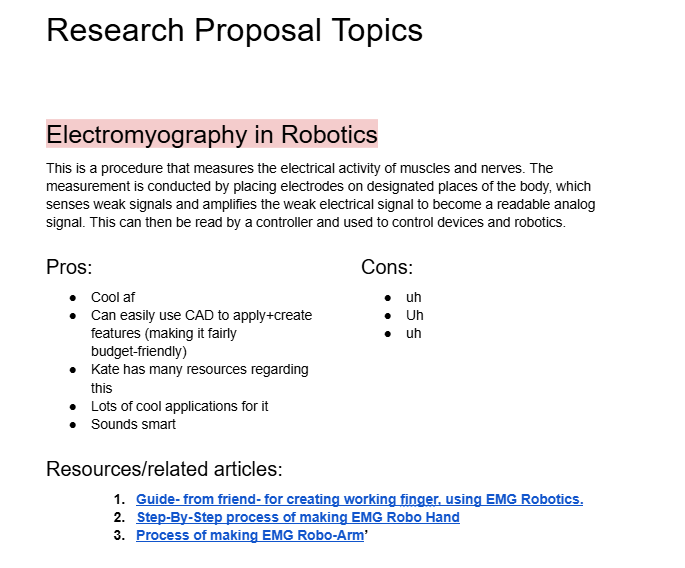 Research Proposal Topics
Electromyography in Robotics
This is a procedure that measures the electrical activity of muscles and nerves. The
measurement is conducted by placing electrodes on designated places of the body, which
senses weak signals and amplifies the weak electrical signal to become a readable analog
signal. This can then be read by a controller and used to control devices and robotics.
Pros:
● Cool af
● Can easily use CAD to apply+create
features (making it fairly
budget-friendly)
● Kate has many resources regarding
this
● Lots of cool applications for it
● Sounds smart
Cons:
● uh
● Uh
● uh
Resources/related articles:
1. Guide- from friend- for creating working finger, using EMG Robotics.
2. Step-By-Step process of making EMG Robo Hand
3. Process of making EMG Robo-Arm’